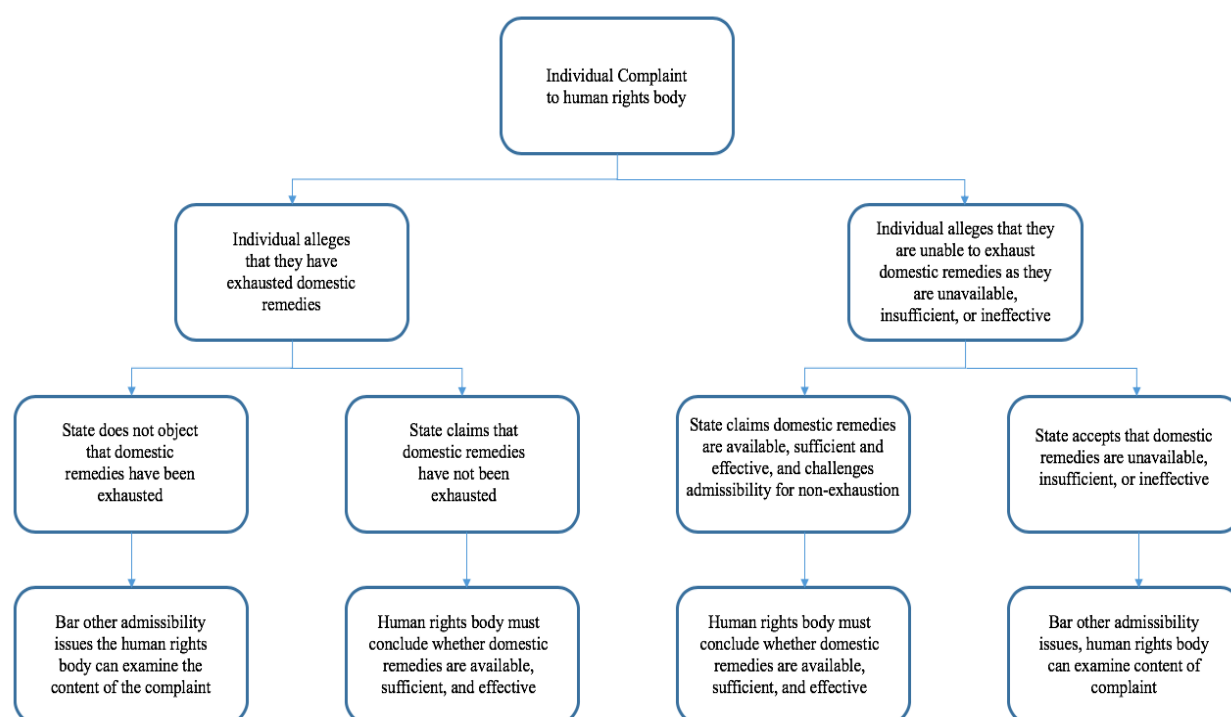 Individual Complaint
to human rights body
Individual alleges
that they have
exhausted domestic
remedies
Individual alleges that they
are unable to exhaust
domestic remedies as they
are unavailable,
insufficient, or ineffective
State does not object
that domestic
remedies have been
exhausted
State claims that
domestic remedies
have not been
exhausted
State claims domestic remedies
are available, sufficient and
effective, and challenges
admissibility for non-exhaustion
State accepts that domestic
remedies are unavailable,
insufficient, or ineffective
Bar other admissibility
issues the human rights
body can examine the
content of the complaint
Human rights body must
conclude whether domestic
remedies are available,
sufficient, and effective
Human rights body must
conclude whether domestic
remedies are available,
sufficient, and effective
Bar other admissibility
issues, human rights body
can examine content of
complaint